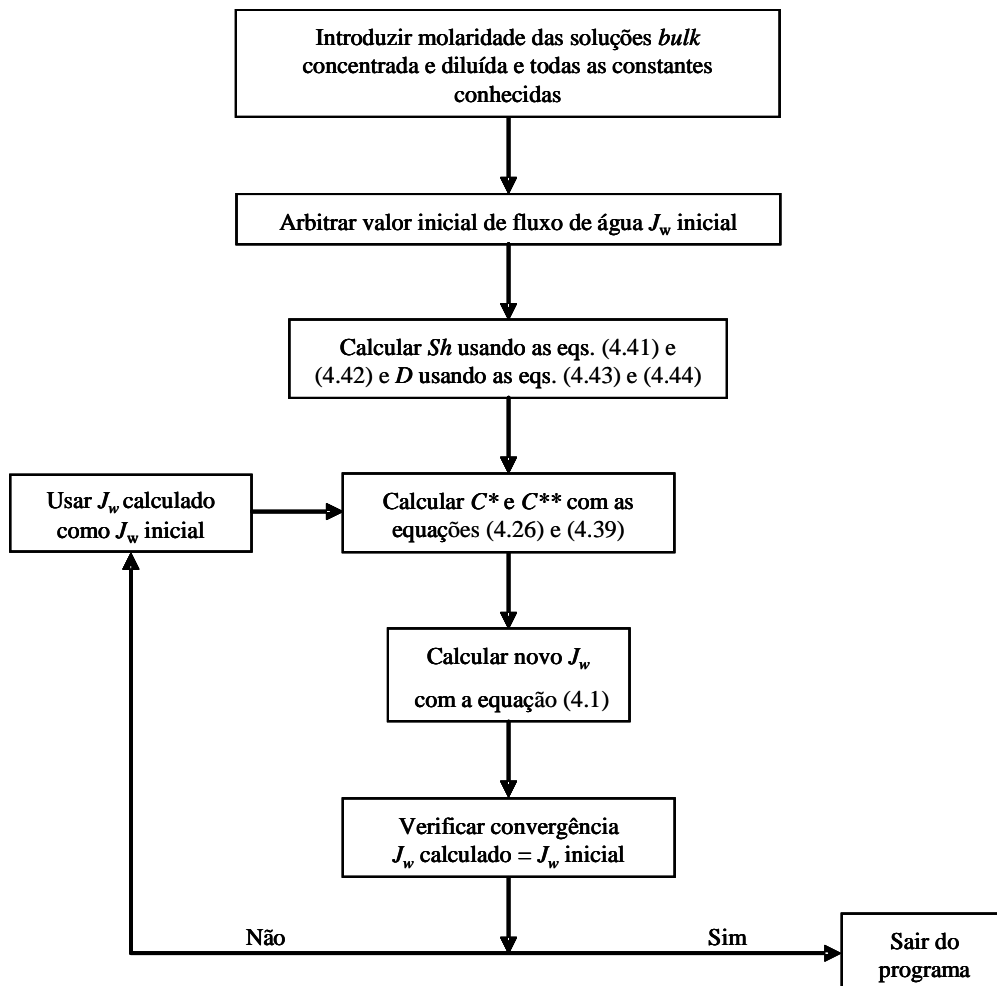 Introduzir molaridade das soluções bulk
concentrada e diluída e todas as constantes
conhecidas
Arbitrar valor inicial de fluxo de água Jw inicial
Calcular Sh usando as eqs. (4.41) e
(4.42) e D usando as eqs. (4.43) e (4.44)
Usar Jw calculado
como Jw inicial
Calcular C* e C** com as
equações (4.26) e (4.39)
Calcular novo Jw
com a equação (4.1)
Verificar convergência
Jw calculado = Jw inicial
Não
Sim
Sair do
programa